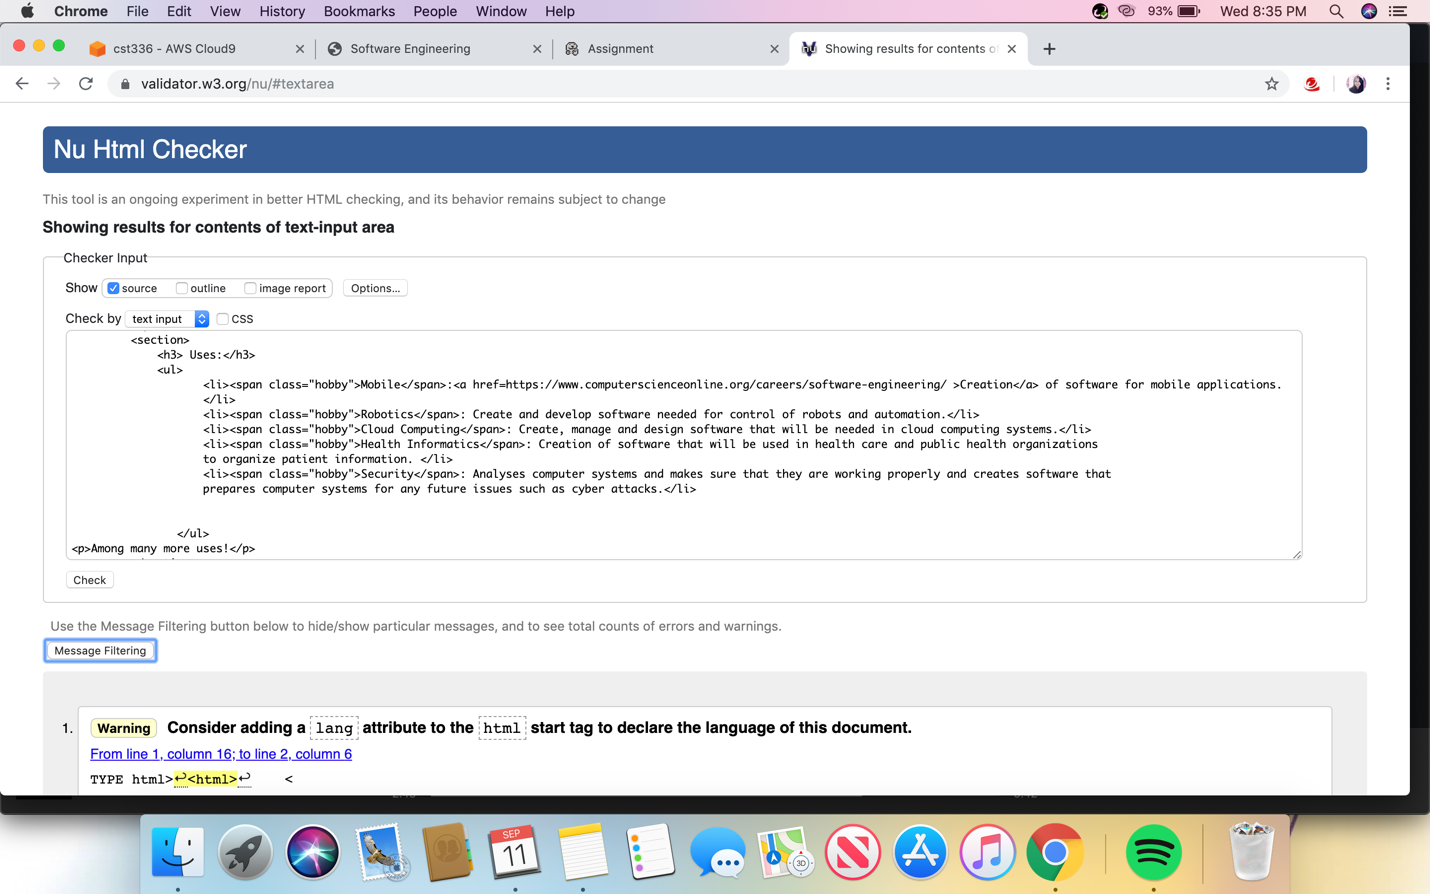 Chrome File Edit View History Bookmarks People Window Help 93% Wed 8:35 PM
cst336 - AWS Cloud9 Software Engineering Assignment Showing results for contents o
validator.w3.org/nu/#textarea
Nu Html Checker
This tool is an ongoing experiment in better HTML checking, and its behavior remains subject to change
Showing results for contents of text-input area
Checker Input
Show source outline image report Options...
Check by text input CSS
<section>
<h3> Uses:</h3>
<ul>
<li><span class="hobby">Mobile</span>:<a href=https://www.computerscienceonline.org/careers/software-engineering/ >Creation</a> of software for mobile applications.
</li>
<li><span class="hobby">Robotics</span>: Create and develop software needed for control of robots and automation.</li>
<li><span class="hobby">Cloud Computing</span>: Create, manage and design software that will be needed in cloud computing systems.</li>
<li><span class="hobby">Health Informatics</span>: Creation of software that will be used in health care and public health organizations
to organize patient information. </li>
<li><span class="hobby">Security</span>: Analyses computer systems and makes sure that they are working properly and creates software that
prepares computer systems for any future issues such as cyber attacks.</li>
</ul>
<p>Among many more uses!</p>
Check
Use the Message Filtering button below to hide/show particular messages, and to see total counts of errors and warnings.
Message Filtering
1. Warning Consider adding a lang attribute to the html start tag to declare the language of this document.
From line 1, column 16; to line 2, column 6
TYPE html>↩<html>↩ <
SEP
11
3D